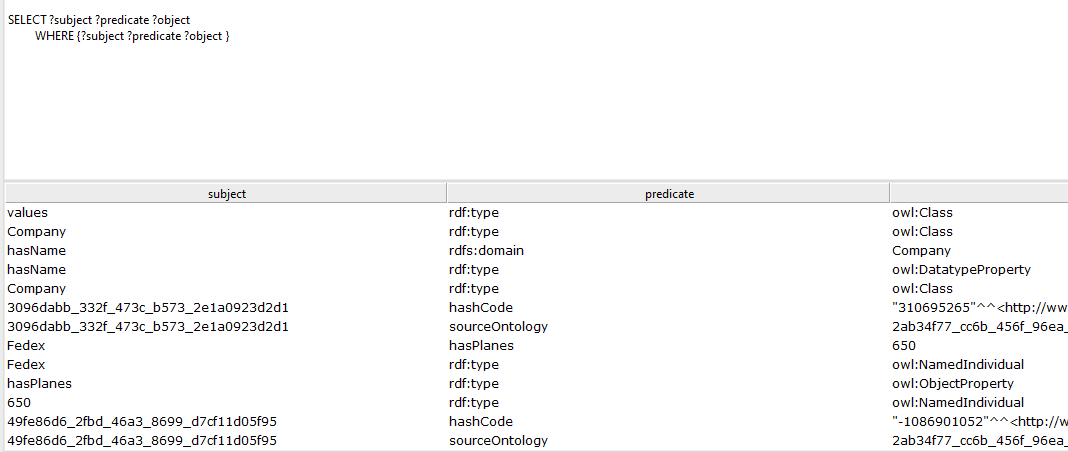 SELECT ?subject ?predicate ?object
WHERE {?subject ?predicate ?object }
subject predicate
values rdf:type owl:Class
Company rdf:type owl:Class
hasName rdfs:domain Company
hasName rdf:type owl:DatatypeProperty
Company rdf:type owl:Class
3096dabb_332f_473c_b573_2e1a0923d2d1 hashCode "310695265"^^<http://ww
3096dabb_332f_473c_b573_2e1a0923d2d1 sourceOntology 2ab34f77_cc6b_456f_96ea_
Fedex hasPlanes 650
Fedex rdf:type owl:NamedIndividual
hasPlanes rdf:type owl:ObjectProperty
650 rdf:type owl:NamedIndividual
49fe86d6_2fbd_46a3_8699_d7cf11d05f95 hashCode "-1086901052"^^<http://w
49fe86d6_2fbd_46a3_8699_d7cf11d05f95 sourceOntology 2ab34f77_cc6b_456f_96ea_